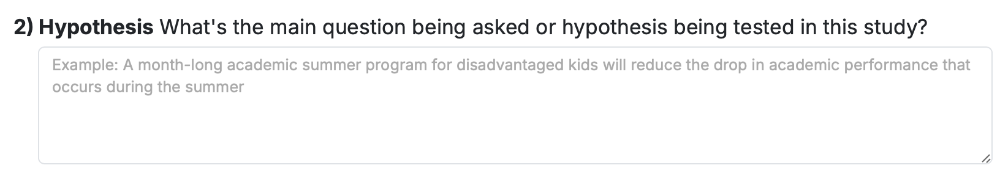 2) Hypothesis What's the main question being asked or hypothesis being tested in this study?
Example: A month-long academic summer program for disadvantaged kids will reduce the drop in academic performance that
occurs during the summer